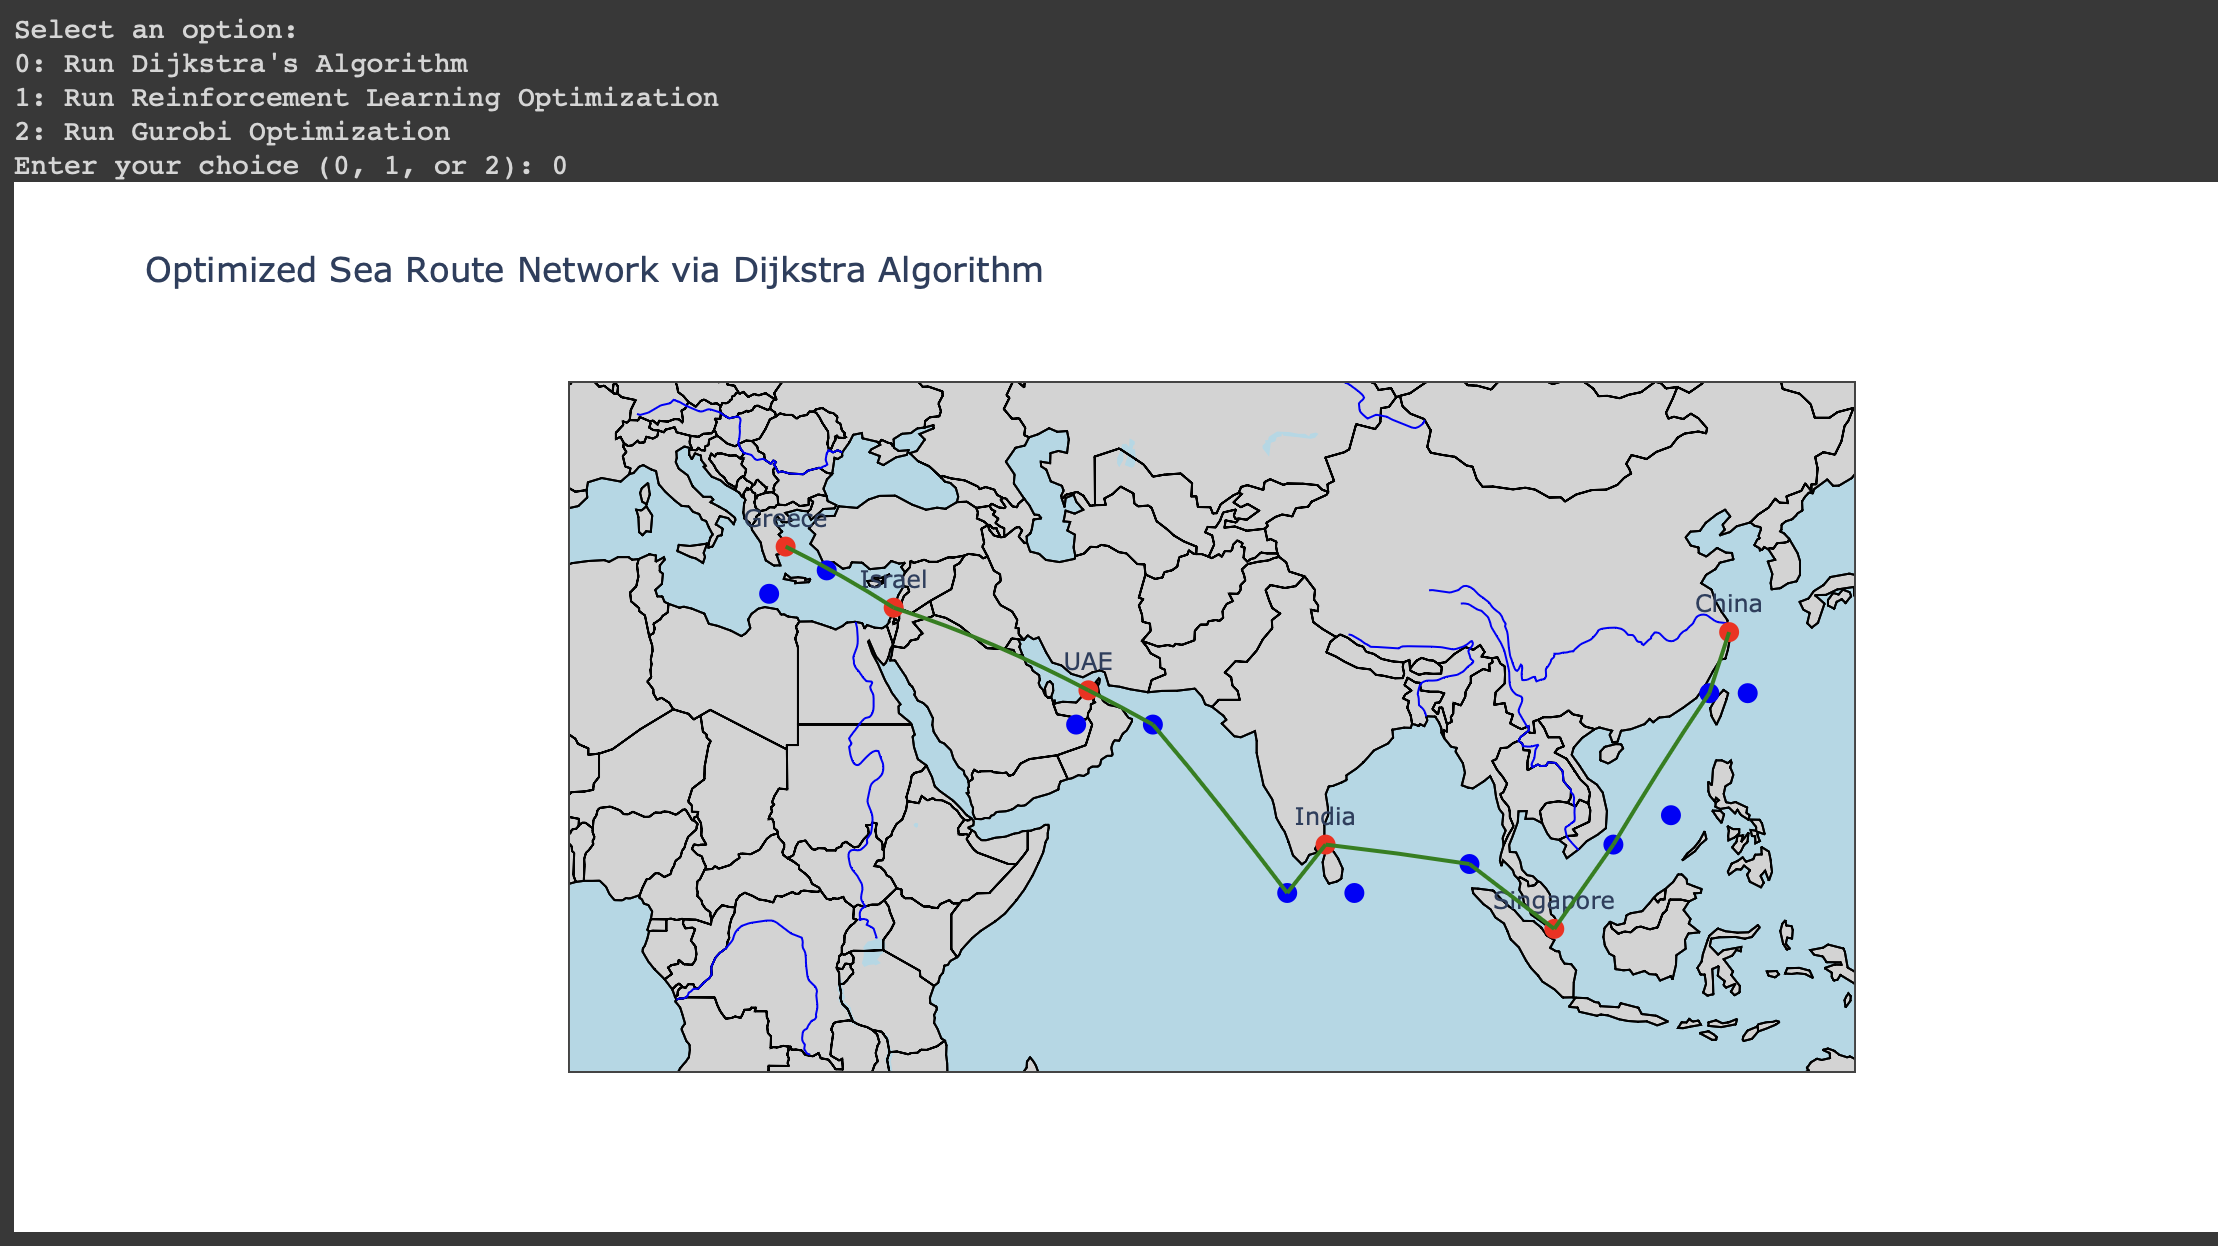 Select an option:
0: Run Dijkstra's Algorithm
1: Run Reinforcement Learning Optimization
2: Run Gurobi Optimization
Enter your choice (0, 1, or 2): 0
Optimized Sea Route Network via Dijkstra Algorithm
Greece
Israel
China
UAE
India
Singapore